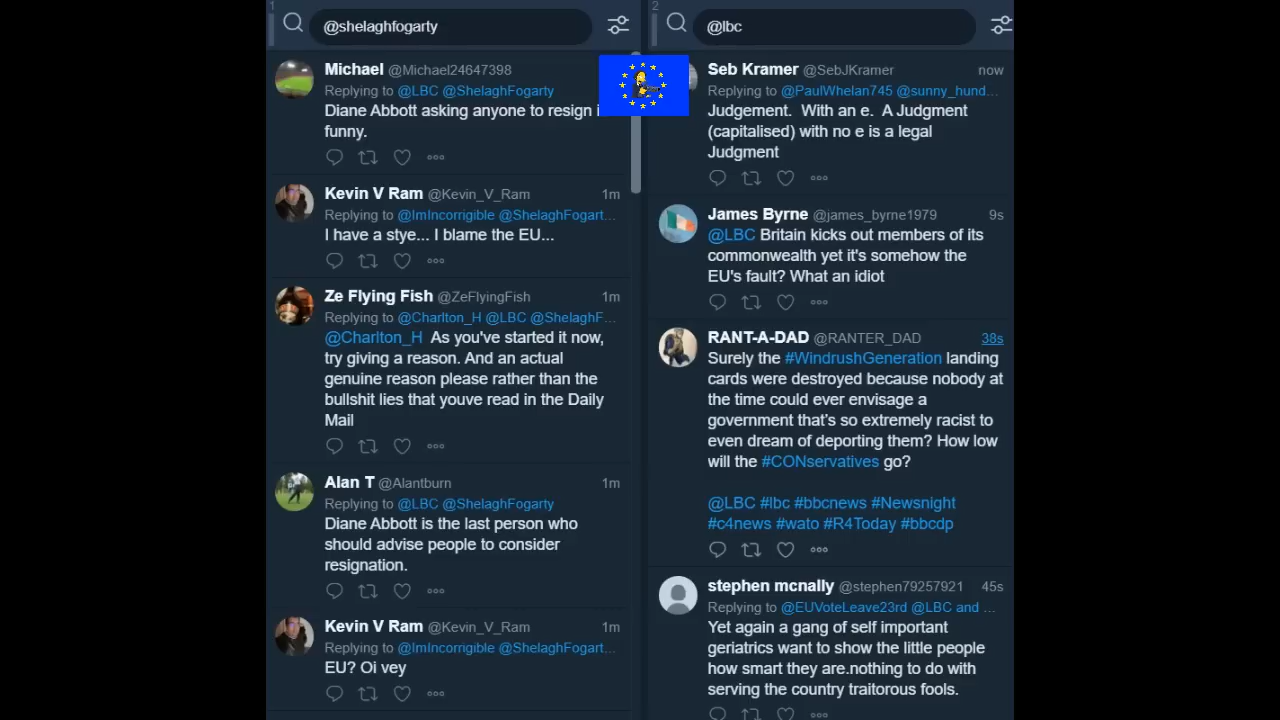 1
@shelaghfogarty
Michael @Michael24647398
Replying to @LBC @ShelaghFogarty
Diane Abbott asking anyone to resign
funny.
Kevin V Ram @Kevin_V_Ram 1m
Replying to @ImIncorrigible @ShelaghFogart...
I have a stye... I blame the EU...
Ze Flying Fish @ZeFlyingFish 1m
Replying to @Charlton_H @LBC @ShelaghF...
@Charlton_H As you've started it now,
try giving a reason. And an actual
genuine reason please rather than the
bullshit lies that youve read in the Daily
Mail
Alan T @Alantburn 1m
Replying to @LBC @ShelaghFogarty
Diane Abbott is the last person who
should advise people to consider
resignation.
Kevin V Ram @Kevin_V_Ram 1m
Replying to @ImIncorrigible @ShelaghFogart...
EU? Oi vey
2
@lbc
Seb Kramer @SebJKramer now
Replying to @PaulWhelan745 @sunny_hund...
Judgement. With an e. A Judgment
(capitalised) with no e is a legal
Judgment
James Byrne @james_byrne1979 9s
@LBC Britain kicks out members of its
commonwealth yet it's somehow the
EU's fault? What an idiot
RANT-A-DAD @RANTER_DAD 38s
Surely the #WindrushGeneration landing
cards were destroyed because nobody at
the time could ever envisage a
government that's so extremely racist to
even dream of deporting them? How low
will the #CONservatives go?
@LBC #lbc #bbcnews #Newsnight
#c4news #wato #R4Today #bbcdp
stephen mcnally @stephen79257921 45s
Replying to @EUVoteLeave23rd @LBC and ...
Yet again a gang of self important
geriatrics want to show the little people
how smart they are.nothing to do with
serving the country traitorous fools.